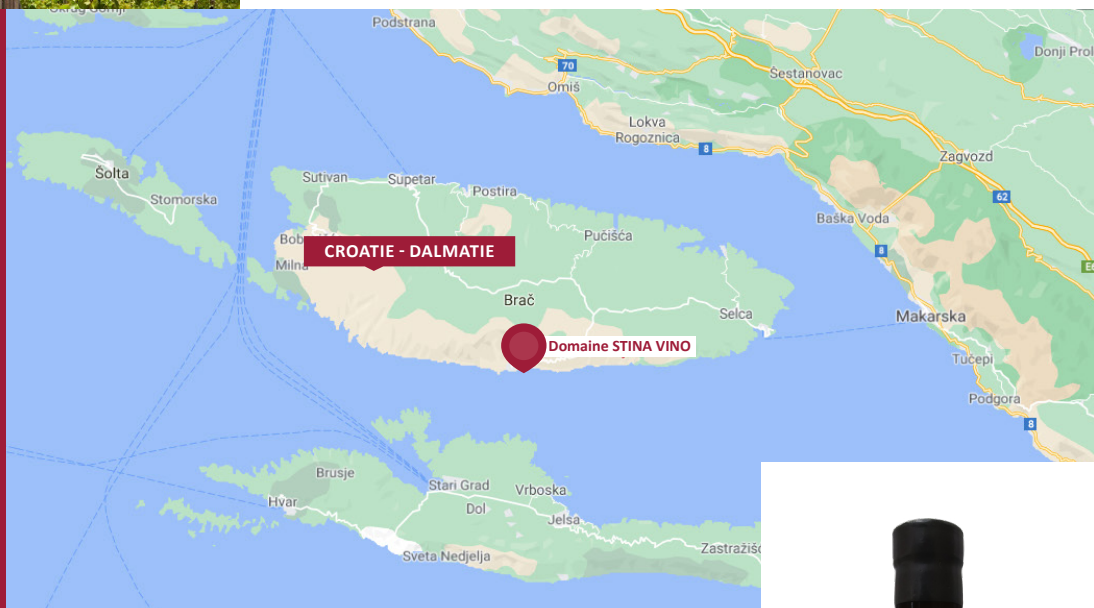 Podstrana
Donji Prol
70
Šestanovac
Omiš
Lokva
Rogoznica
8
Zagvozd
Šolta
Sutivan
Supetar
Postira
62
Stomorska
Baška Voda
Pučišća
8
CROATIE - DALMATIE
Milna
Brač
Selca
Makarska
Domaine STINA VINO
Tučepi
Podgora
8
Brusje
Stari Grad
Vrboska
Hvar
Dol
Jelsa
Sveta Nedjelja